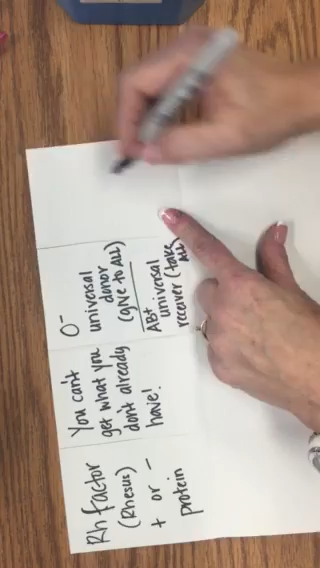 Rh factor
(Rhesus)
+ or -
protein
You can't
get what you
don't already
have!
O-
universal
donor
(give to ALL)
AB+
universal
receiver (take
ALL)